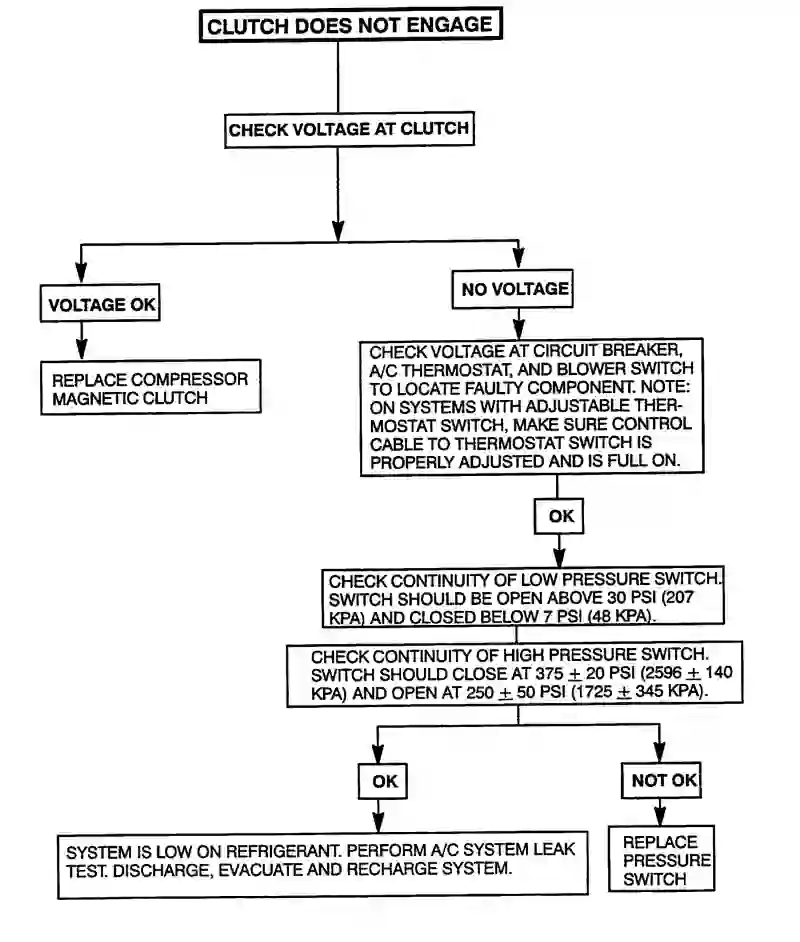 CLUTCH DOES NOT ENGAGE
CHECK VOLTAGE AT CLUTCH
VOLTAGE OK
REPLACE COMPRESSOR
MAGNETIC CLUTCH
NO VOLTAGE
CHECK VOLTAGE AT CIRCUIT BREAKER,
A/C THERMOSTAT, AND BLOWER SWITCH
TO LOCATE FAULTY COMPONENT. NOTE:
ON SYSTEMS WITH ADJUSTABLE THER-
MOSTAT SWITCH, MAKE SURE CONTROL
CABLE TO THERMOSTAT SWITCH IS
PROPERLY ADJUSTED AND IS FULL ON.
OK
CHECK CONTINUITY OF LOW PRESSURE SWITCH.
SWITCH SHOULD BE OPEN ABOVE 30 PSI (207
KPA) AND CLOSED BELOW 7 PSI (48 KPA).
CHECK CONTINUITY OF HIGH PRESSURE SWITCH.
SWITCH SHOULD CLOSE AT 375 ± 20 PSI (2596 ± 140
KPA) AND OPEN AT 250 ± 50 PSI (1725 ± 345 KPA).
OK
SYSTEM IS LOW ON REFRIGERANT. PERFORM A/C SYSTEM LEAK
TEST. DISCHARGE, EVACUATE AND RECHARGE SYSTEM.
NOT OK
REPLACE
PRESSURE
SWITCH